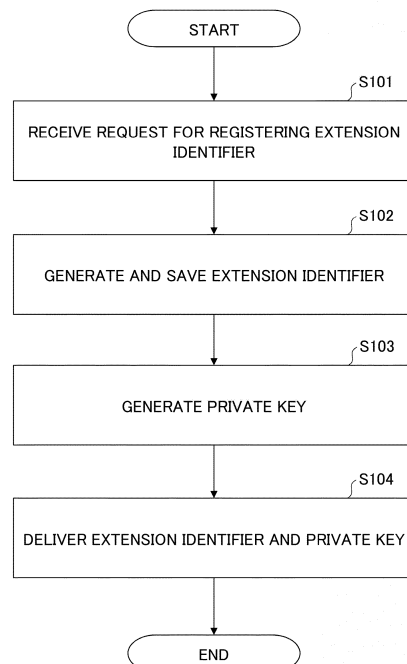 START
S101
RECEIVE REQUEST FOR REGISTERING EXTENSION
IDENTIFIER
S102
GENERATE AND SAVE EXTENSION IDENTIFIER
S103
GENERATE PRIVATE KEY
S104
DELIVER EXTENSION IDENTIFIER AND PRIVATE KEY
END